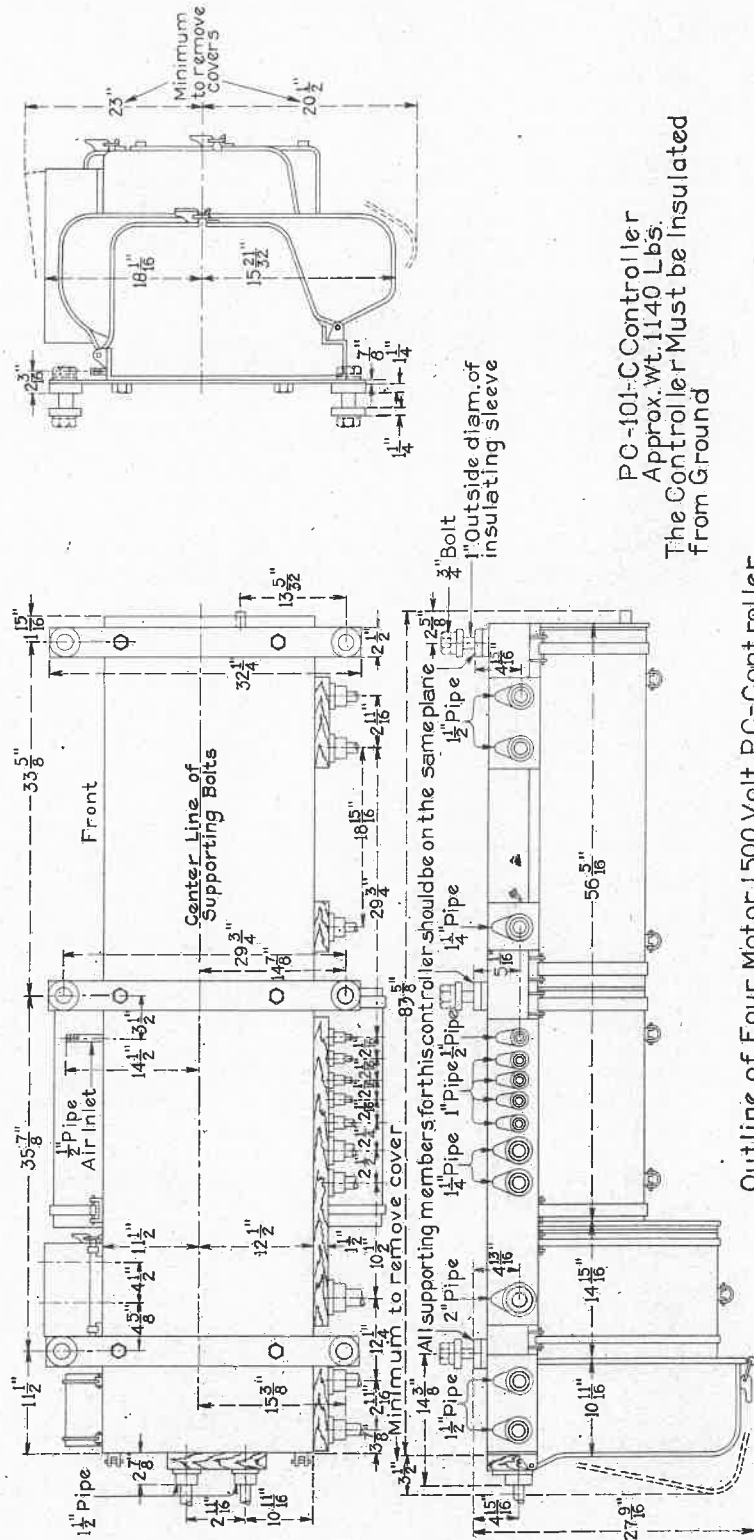 23"
Minimum
to remove
covers
20 1/2"
18 1/16"
15 21/32"
2 3/16"
7/8"
1 1/4"
1"
1 1/4"
PC-101-C Controller
Approx. Wt. 1140 Lbs.
The Controller Must be Insulated
from Ground
1 15/16"
33 5/8"
35 7/8"
11 1/2"
Front
13 5/32"
32 1/4"
2 1/2"
Center Line of
Supporting Bolts
2 11/16"
18 15/16"
29 3/4"
29 3/4"
14 7/8"
3 1/2"
14 1/2"
1/2" Pipe
Air Inlet
11 1/2"
12 1/2"
4 1/2"
4 5/8"
15 3/8"
1 1/2"
10 1/2"
12 1/4"
2 11/16"
3 7/8"
2 7/8"
1 1/2" Pipe
2 11/16"
10 11/16"
83 5/8"
3 1/2"
Minimum to remove cover
All supporting members for this controller should be on the same plane
3/4" Bolt
1" Outside diam. of
insulating sleeve
2 5/8"
4 15/16"
1 1/2" Pipe
1 1/4" Pipe
1/2" Pipe
1" Pipe
1 1/4" Pipe
4 13/16"
2" Pipe
14 3/8"
1 1/2" Pipe
4 15/16"
56 5/16"
14 15/16"
10 11/16"
27 9/16"
Outline of Four Motor 1500 Volt PC-Controller